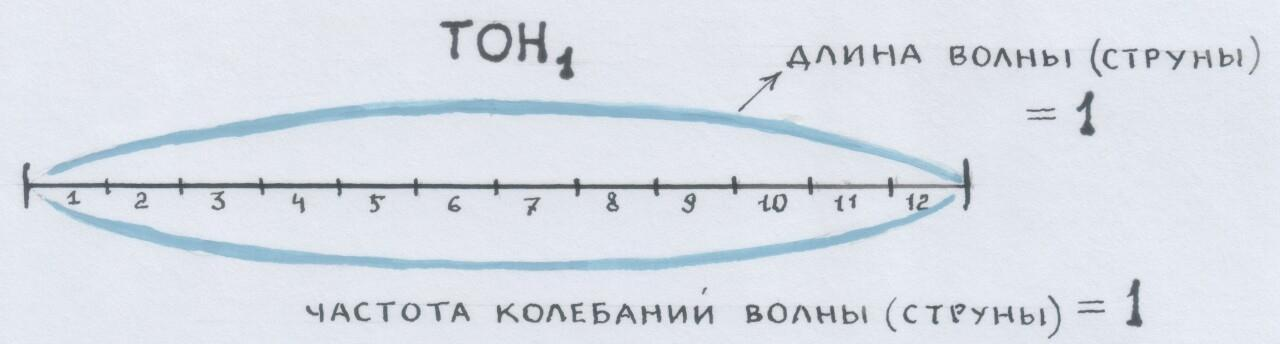 ТОН₁
ДЛИНА ВОЛНЫ (СТРУНЫ)
= 1
1 2 3 4 5 6 7 8 9 10 11 12
ЧАСТОТА КОЛЕБАНИЙ ВОЛНЫ (СТРУНЫ) = 1